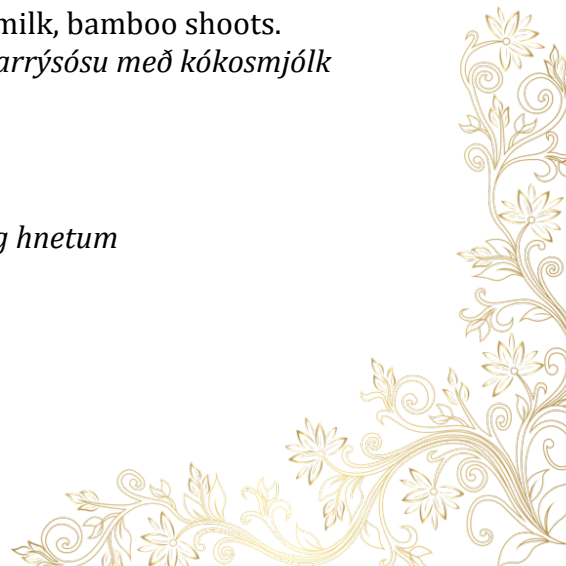 milk, bamboo shoots.
arrýsósu með kókosmjólk
g hnetum